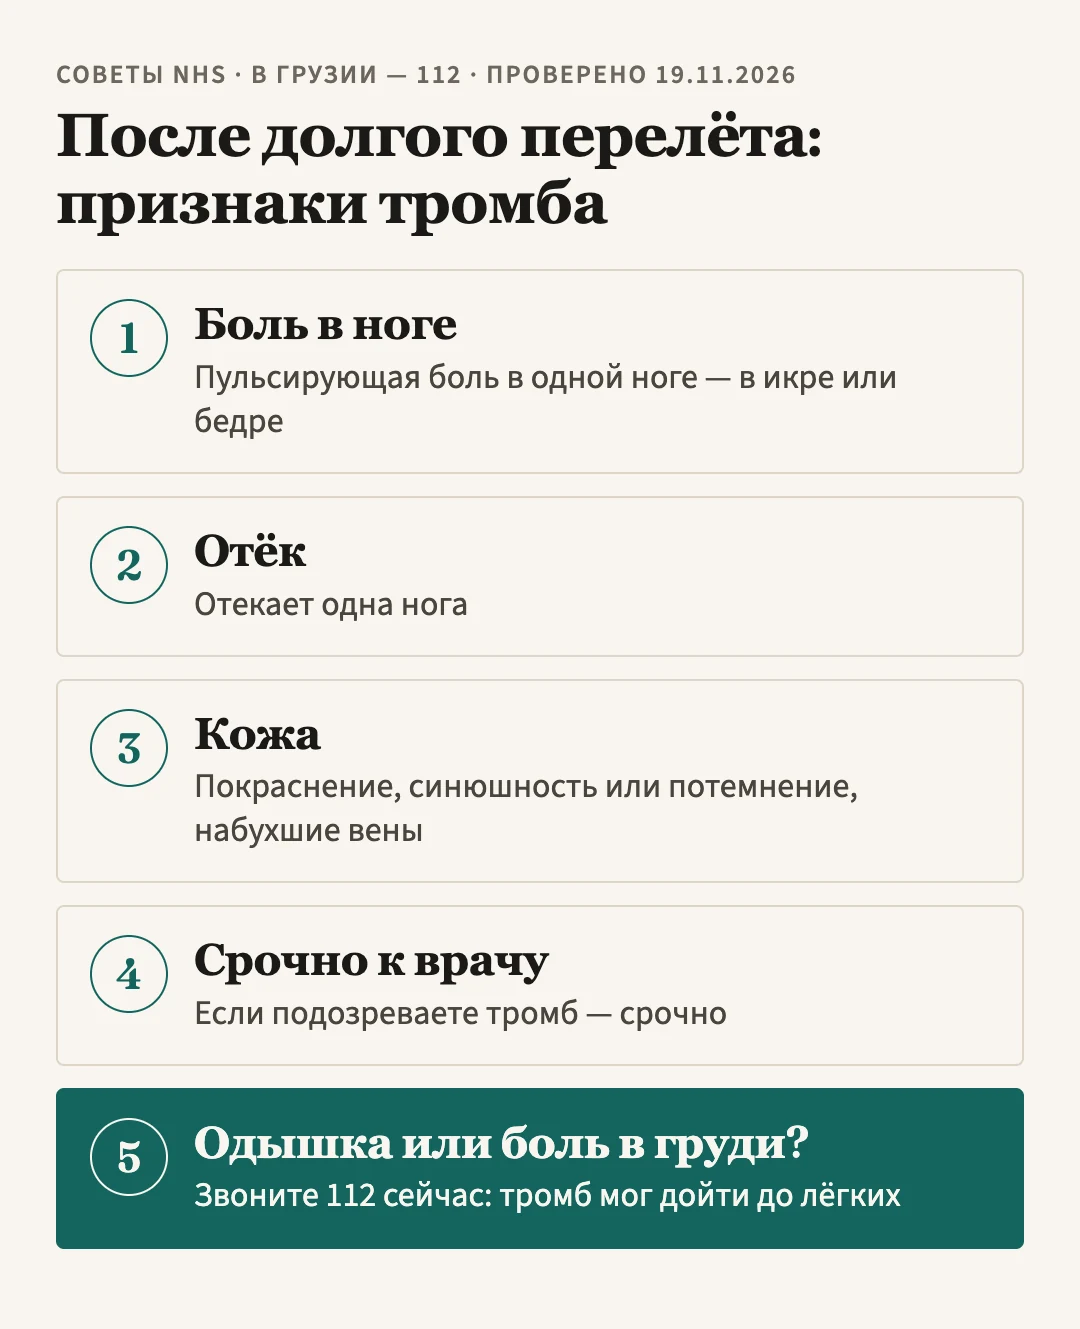 СОВЕТЫ NHS · В ГРУЗИИ — 112 · ПРОВЕРЕНО 19.11.2026
После долгого перелёта:
признаки тромба
1
Боль в ноге
Пульсирующая боль в одной ноге — в икре или
бедре
2
Отёк
Отекает одна нога
3
Кожа
Покраснение, синюшность или потемнение,
набухшие вены
4
Срочно к врачу
Если подозреваете тромб — срочно
5
Одышка или боль в груди?
Звоните 112 сейчас: тромб мог дойти до лёгких